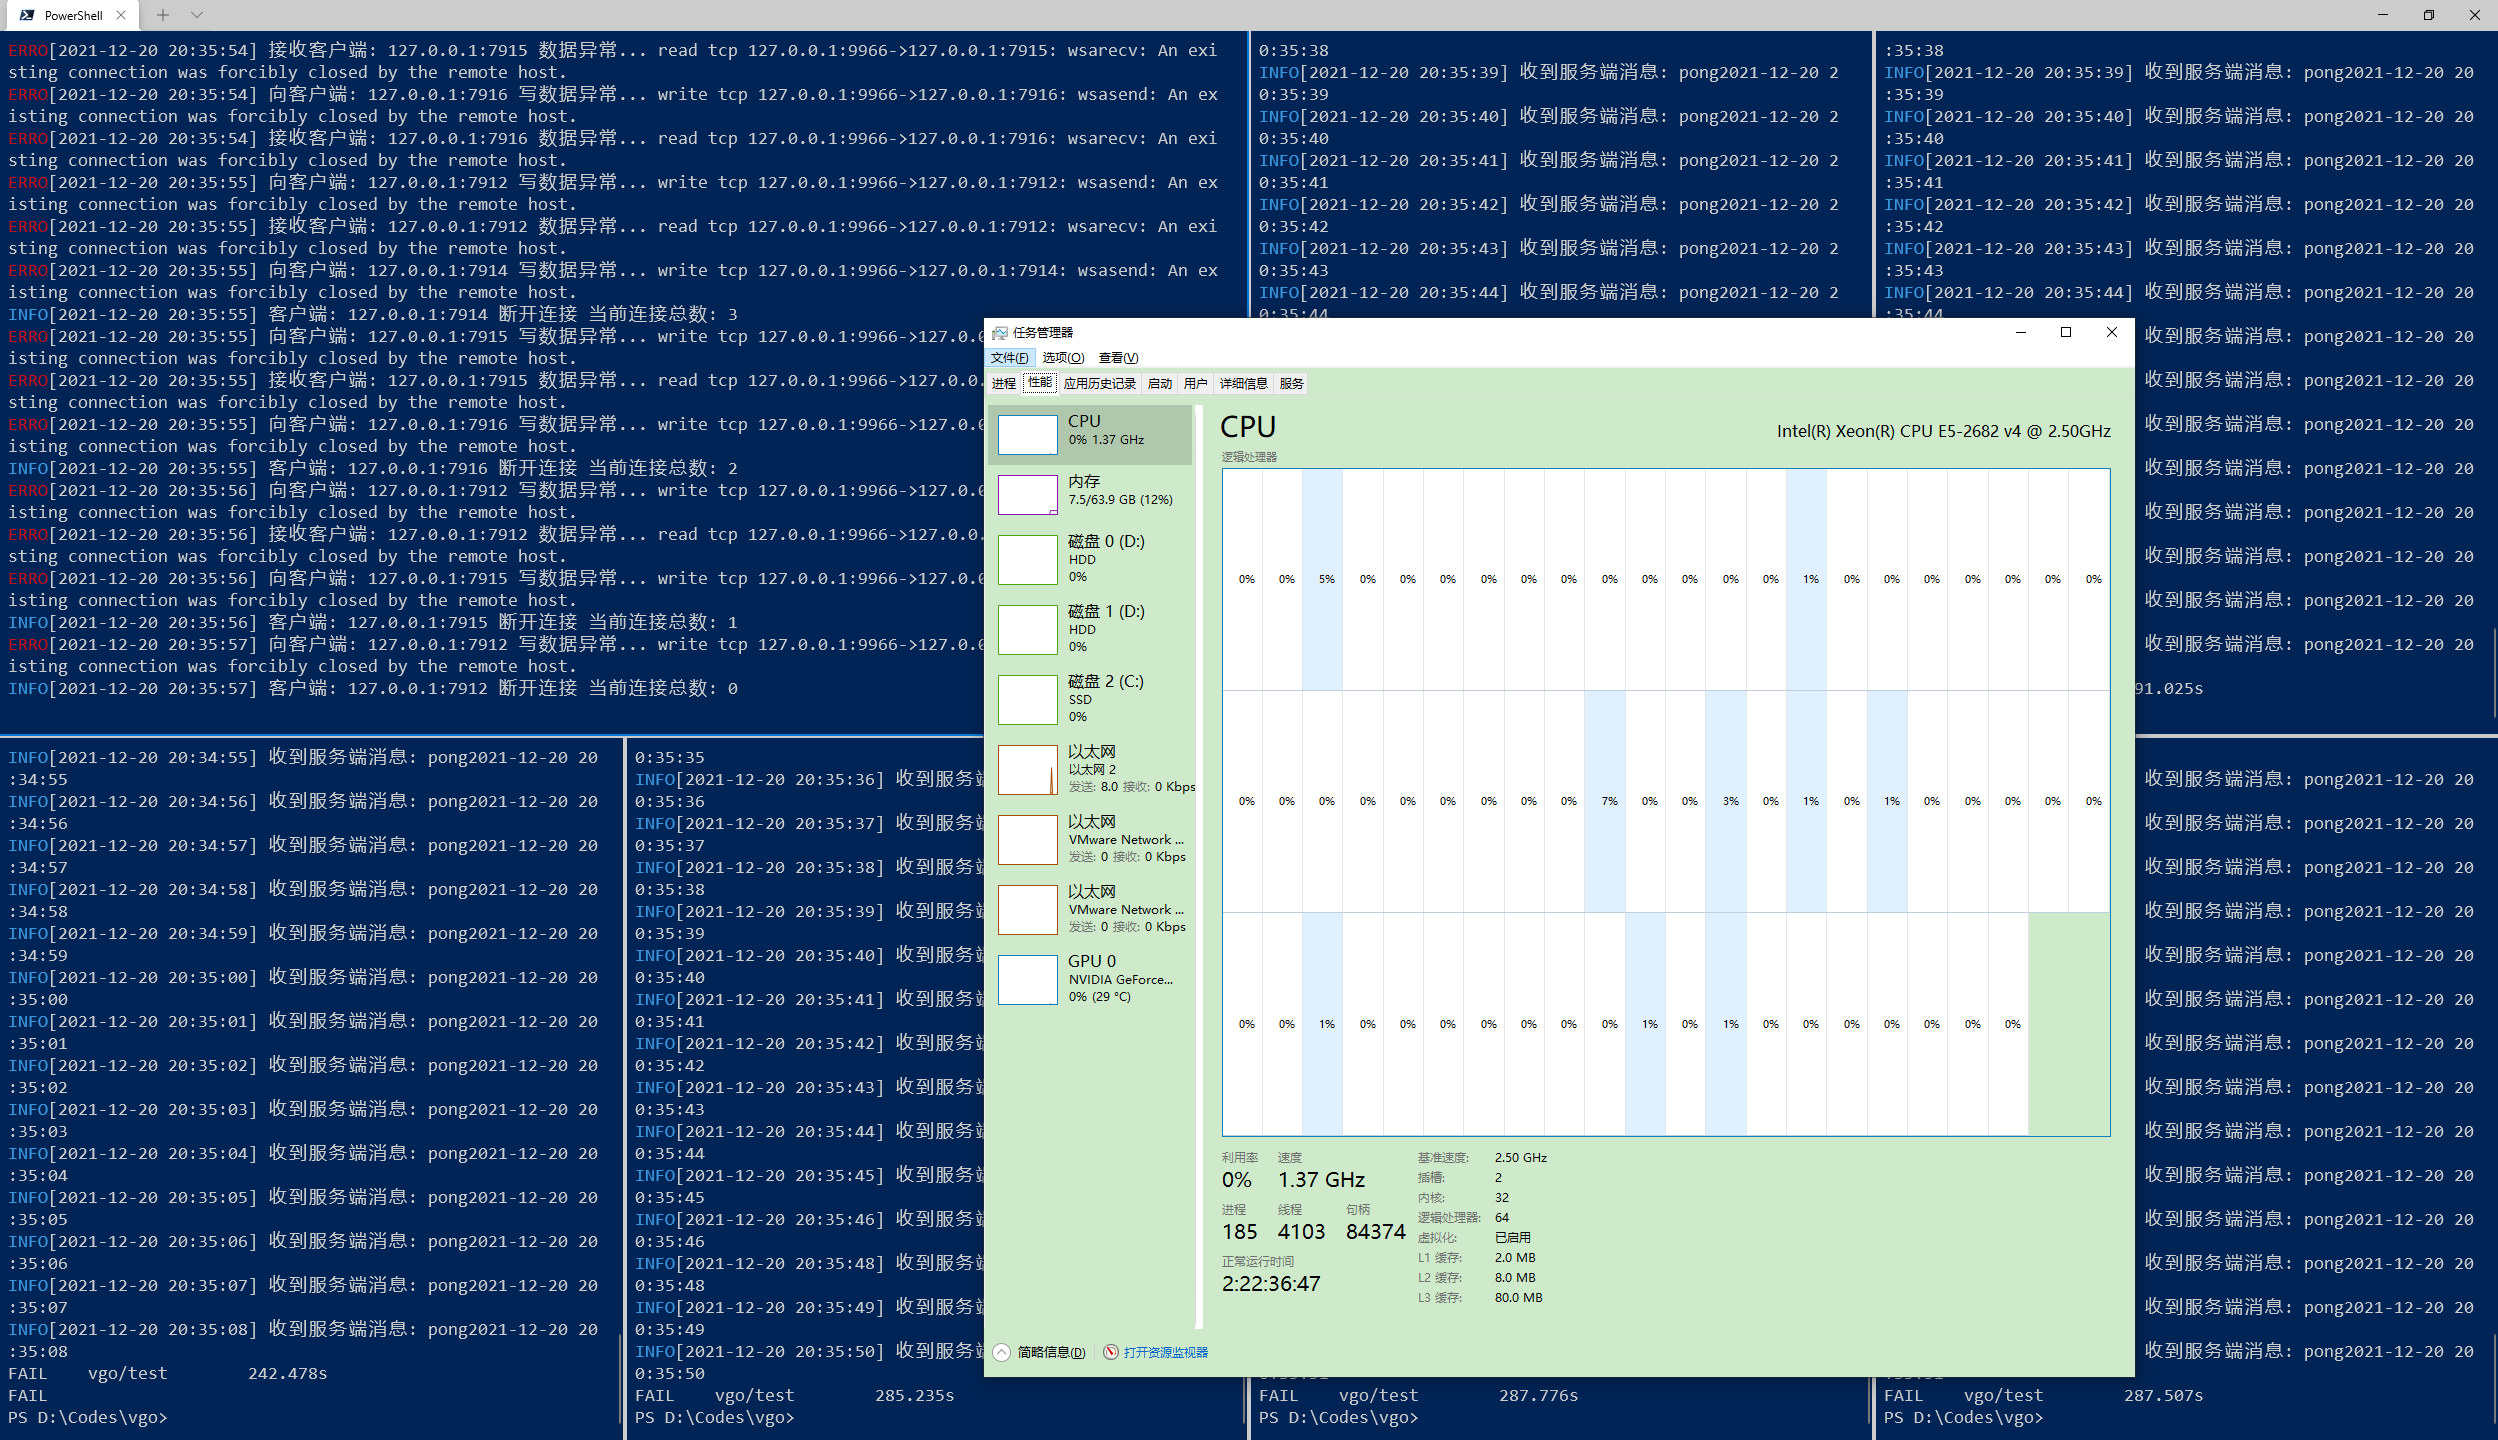 PowerShell
ERRO[2021-12-20 20:35:54] 接收客户端: 127.0.0.1:7915 数据异常... read tcp 127.0.0.1:9966->127.0.0.1:7915: wsarecv: An exi
sting connection was forcibly closed by the remote host.
ERRO[2021-12-20 20:35:54] 向客户端: 127.0.0.1:7916 写数据异常... write tcp 127.0.0.1:9966->127.0.0.1:7916: wsasend: An ex
isting connection was forcibly closed by the remote host.
ERRO[2021-12-20 20:35:54] 接收客户端: 127.0.0.1:7916 数据异常... read tcp 127.0.0.1:9966->127.0.0.1:7916: wsarecv: An exi
sting connection was forcibly closed by the remote host.
ERRO[2021-12-20 20:35:55] 向客户端: 127.0.0.1:7912 写数据异常... write tcp 127.0.0.1:9966->127.0.0.1:7912: wsasend: An ex
isting connection was forcibly closed by the remote host.
ERRO[2021-12-20 20:35:55] 接收客户端: 127.0.0.1:7912 数据异常... read tcp 127.0.0.1:9966->127.0.0.1:7912: wsarecv: An exi
sting connection was forcibly closed by the remote host.
ERRO[2021-12-20 20:35:55] 向客户端: 127.0.0.1:7914 写数据异常... write tcp 127.0.0.1:9966->127.0.0.1:7914: wsasend: An ex
isting connection was forcibly closed by the remote host.
INFO[2021-12-20 20:35:55] 客户端: 127.0.0.1:7914 断开连接 当前连接总数: 3
ERRO[2021-12-20 20:35:55] 向客户端: 127.0.0.1:7915 写数据异常... write tcp 127.0.0.1:9966->127.0.
isting connection was forcibly closed by the remote host.
ERRO[2021-12-20 20:35:55] 接收客户端: 127.0.0.1:7915 数据异常... read tcp 127.0.0.1:9966->127.0.0.
sting connection was forcibly closed by the remote host.
ERRO[2021-12-20 20:35:55] 向客户端: 127.0.0.1:7916 写数据异常... write tcp 127.0.0.1:9966->127.0.
isting connection was forcibly closed by the remote host.
INFO[2021-12-20 20:35:55] 客户端: 127.0.0.1:7916 断开连接 当前连接总数: 2
ERRO[2021-12-20 20:35:56] 向客户端: 127.0.0.1:7912 写数据异常... write tcp 127.0.0.1:9966->127.0.
isting connection was forcibly closed by the remote host.
ERRO[2021-12-20 20:35:56] 接收客户端: 127.0.0.1:7912 数据异常... read tcp 127.0.0.1:9966->127.0.0.
sting connection was forcibly closed by the remote host.
ERRO[2021-12-20 20:35:56] 向客户端: 127.0.0.1:7915 写数据异常... write tcp 127.0.0.1:9966->127.0.
isting connection was forcibly closed by the remote host.
INFO[2021-12-20 20:35:56] 客户端: 127.0.0.1:7915 断开连接 当前连接总数: 1
ERRO[2021-12-20 20:35:57] 向客户端: 127.0.0.1:7912 写数据异常... write tcp 127.0.0.1:9966->127.0.
isting connection was forcibly closed by the remote host.
INFO[2021-12-20 20:35:57] 客户端: 127.0.0.1:7912 断开连接 当前连接总数: 0
0:35:38
INFO[2021-12-20 20:35:39] 收到服务端消息: pong2021-12-20 2
0:35:39
INFO[2021-12-20 20:35:40] 收到服务端消息: pong2021-12-20 2
0:35:40
INFO[2021-12-20 20:35:41] 收到服务端消息: pong2021-12-20 2
0:35:41
INFO[2021-12-20 20:35:42] 收到服务端消息: pong2021-12-20 2
0:35:42
INFO[2021-12-20 20:35:43] 收到服务端消息: pong2021-12-20 2
0:35:43
INFO[2021-12-20 20:35:44] 收到服务端消息: pong2021-12-20 2
0:35:44
:35:38
INFO[2021-12-20 20:35:39] 收到服务端消息: pong2021-12-20 20
:35:39
INFO[2021-12-20 20:35:40] 收到服务端消息: pong2021-12-20 20
:35:40
INFO[2021-12-20 20:35:41] 收到服务端消息: pong2021-12-20 20
:35:41
INFO[2021-12-20 20:35:42] 收到服务端消息: pong2021-12-20 20
:35:42
INFO[2021-12-20 20:35:43] 收到服务端消息: pong2021-12-20 20
:35:43
INFO[2021-12-20 20:35:44] 收到服务端消息: pong2021-12-20 20
:35:44
收到服务端消息: pong2021-12-20 20
收到服务端消息: pong2021-12-20 20
收到服务端消息: pong2021-12-20 20
收到服务端消息: pong2021-12-20 20
收到服务端消息: pong2021-12-20 20
收到服务端消息: pong2021-12-20 20
收到服务端消息: pong2021-12-20 20
收到服务端消息: pong2021-12-20 20
91.025s
任务管理器
文件(F) 选项(O) 查看(V)
进程 性能 应用历史记录 启动 用户 详细信息 服务
CPU
0% 1.37 GHz
内存
7.5/63.9 GB (12%)
磁盘 0 (D:)
HDD
0%
磁盘 1 (D:)
HDD
0%
磁盘 2 (C:)
SSD
0%
以太网
以太网 2
发送: 8.0 接收: 0 Kbps
以太网
VMware Network ...
发送: 0 接收: 0 Kbps
以太网
VMware Network ...
发送: 0 接收: 0 Kbps
GPU 0
NVIDIA GeForce...
0% (29 °C)
CPU
Intel(R) Xeon(R) CPU E5-2682 v4 @ 2.50GHz
逻辑处理器
0% 0% 5% 0% 0% 0% 0% 0% 0% 0% 0% 0% 0% 0% 1% 0% 0% 0% 0% 0% 0% 0%
0% 0% 0% 0% 0% 0% 0% 0% 0% 7% 0% 0% 3% 0% 1% 0% 1% 0% 0% 0% 0% 0%
0% 0% 1% 0% 0% 0% 0% 0% 0% 0% 1% 0% 1% 0% 0% 0% 0% 0% 0% 0%
利用率 速度
0% 1.37 GHz
进程 线程 句柄
185 4103 84374
正常运行时间
2:22:36:47
基准速度: 2.50 GHz
插槽: 2
内核: 32
逻辑处理器: 64
虚拟化: 已启用
L1 缓存: 2.0 MB
L2 缓存: 8.0 MB
L3 缓存: 80.0 MB
简略信息(D) 打开资源监视器
INFO[2021-12-20 20:34:55] 收到服务端消息: pong2021-12-20 20
:34:55
INFO[2021-12-20 20:34:56] 收到服务端消息: pong2021-12-20 20
:34:56
INFO[2021-12-20 20:34:57] 收到服务端消息: pong2021-12-20 20
:34:57
INFO[2021-12-20 20:34:58] 收到服务端消息: pong2021-12-20 20
:34:58
INFO[2021-12-20 20:34:59] 收到服务端消息: pong2021-12-20 20
:34:59
INFO[2021-12-20 20:35:00] 收到服务端消息: pong2021-12-20 20
:35:00
INFO[2021-12-20 20:35:01] 收到服务端消息: pong2021-12-20 20
:35:01
INFO[2021-12-20 20:35:02] 收到服务端消息: pong2021-12-20 20
:35:02
INFO[2021-12-20 20:35:03] 收到服务端消息: pong2021-12-20 20
:35:03
INFO[2021-12-20 20:35:04] 收到服务端消息: pong2021-12-20 20
:35:04
INFO[2021-12-20 20:35:05] 收到服务端消息: pong2021-12-20 20
:35:05
INFO[2021-12-20 20:35:06] 收到服务端消息: pong2021-12-20 20
:35:06
INFO[2021-12-20 20:35:07] 收到服务端消息: pong2021-12-20 20
:35:07
INFO[2021-12-20 20:35:08] 收到服务端消息: pong2021-12-20 20
:35:08
FAIL vgo/test 242.478s
FAIL
PS D:\Codes\vgo>
0:35:35
INFO[2021-12-20 20:35:36] 收到服务
0:35:36
INFO[2021-12-20 20:35:37] 收到服务
0:35:37
INFO[2021-12-20 20:35:38] 收到服务
0:35:38
INFO[2021-12-20 20:35:39] 收到服务
0:35:39
INFO[2021-12-20 20:35:40] 收到服务
0:35:40
INFO[2021-12-20 20:35:41] 收到服务
0:35:41
INFO[2021-12-20 20:35:42] 收到服务
0:35:42
INFO[2021-12-20 20:35:43] 收到服务
0:35:43
INFO[2021-12-20 20:35:44] 收到服务
0:35:44
INFO[2021-12-20 20:35:45] 收到服务
0:35:45
INFO[2021-12-20 20:35:46] 收到服务
0:35:46
INFO[2021-12-20 20:35:48] 收到服务
0:35:48
INFO[2021-12-20 20:35:49] 收到服务
0:35:49
INFO[2021-12-20 20:35:50] 收到服务
0:35:50
FAIL vgo/test 285.235s
PS D:\Codes\vgo>
FAIL vgo/test 287.776s
PS D:\Codes\vgo>
收到服务端消息: pong2021-12-20 20
收到服务端消息: pong2021-12-20 20
收到服务端消息: pong2021-12-20 20
收到服务端消息: pong2021-12-20 20
收到服务端消息: pong2021-12-20 20
收到服务端消息: pong2021-12-20 20
收到服务端消息: pong2021-12-20 20
收到服务端消息: pong2021-12-20 20
收到服务端消息: pong2021-12-20 20
收到服务端消息: pong2021-12-20 20
收到服务端消息: pong2021-12-20 20
收到服务端消息: pong2021-12-20 20
收到服务端消息: pong2021-12-20 20
收到服务端消息: pong2021-12-20 20
FAIL vgo/test 287.507s
PS D:\Codes\vgo>